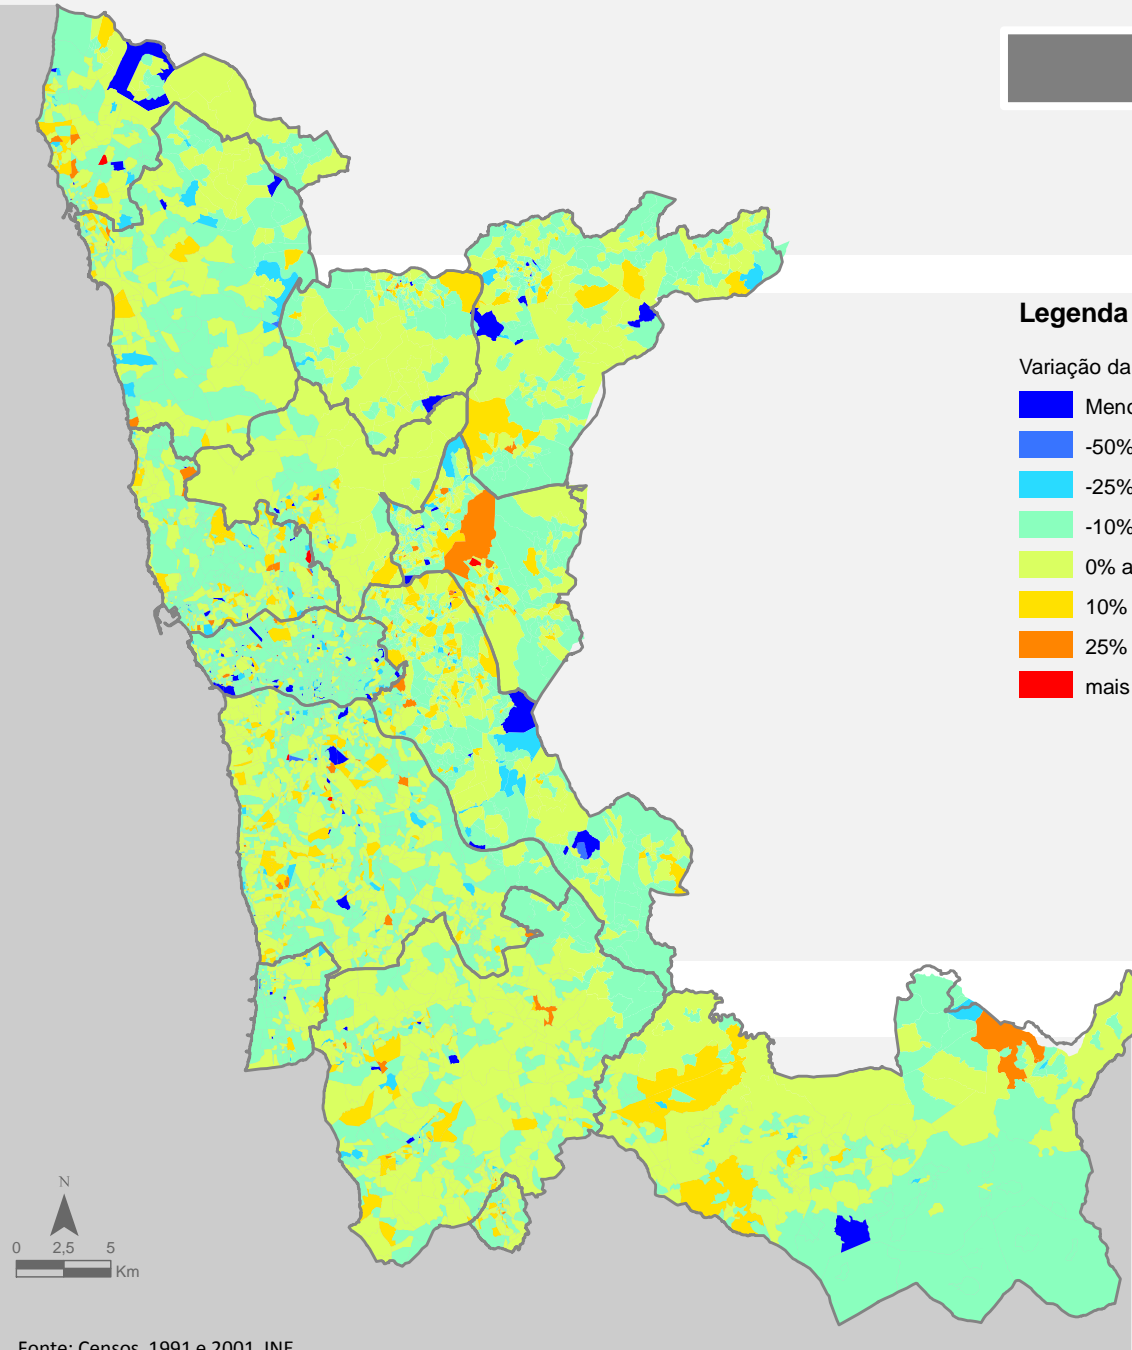 Legenda
Variação da
Meno
-50%
-25%
-10%
0% a
10%
25%
mais
N
0 2,5 5
Km
Fonte: Censos, 1991 e 2001, INE